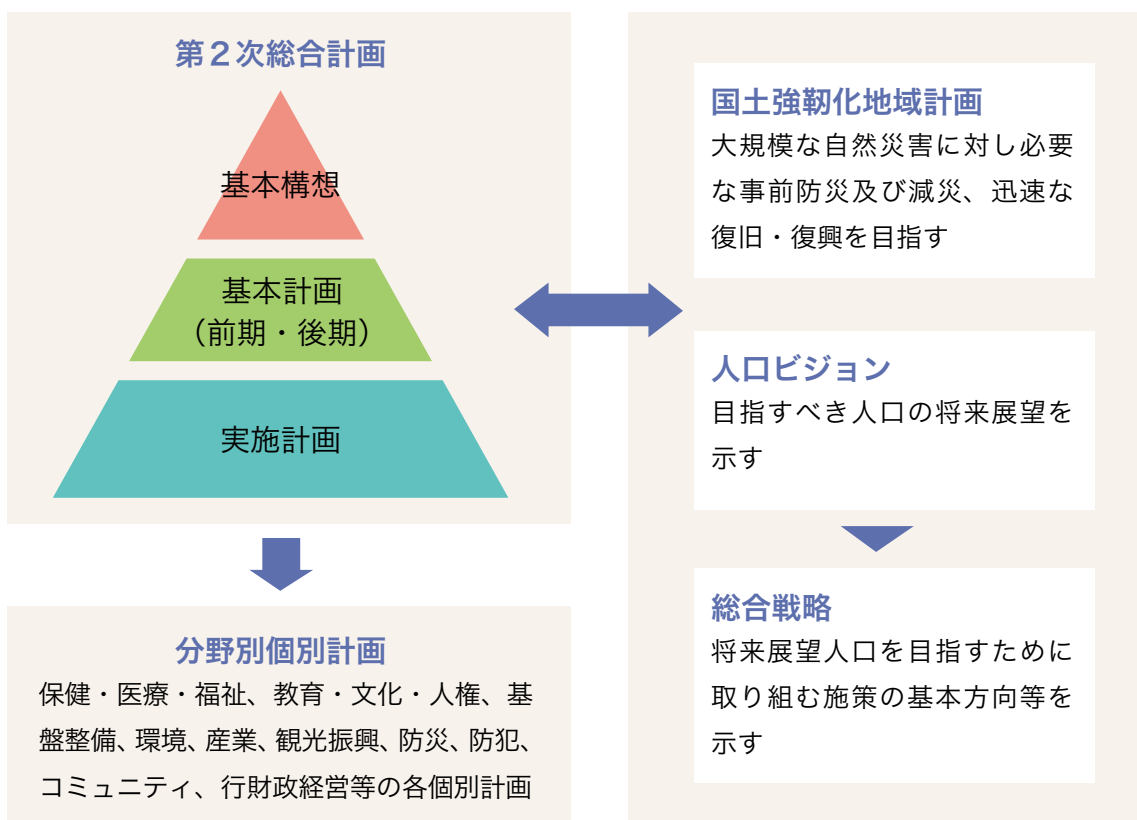 第２次総合計画
基本構想
基本計画
（前期・後期）
実施計画
分野別個別計画
保健・医療・福祉、教育・文化・人権、基
盤整備、環境、産業、観光振興、防災、防犯、
コミュニティ、行財政経営等の各個別計画
国土強靭化地域計画
大規模な自然災害に対し必要
な事前防災及び減災、迅速な
復旧・復興を目指す
人口ビジョン
目指すべき人口の将来展望を
示す
総合戦略
将来展望人口を目指すために
取り組む施策の基本方向等を
示す